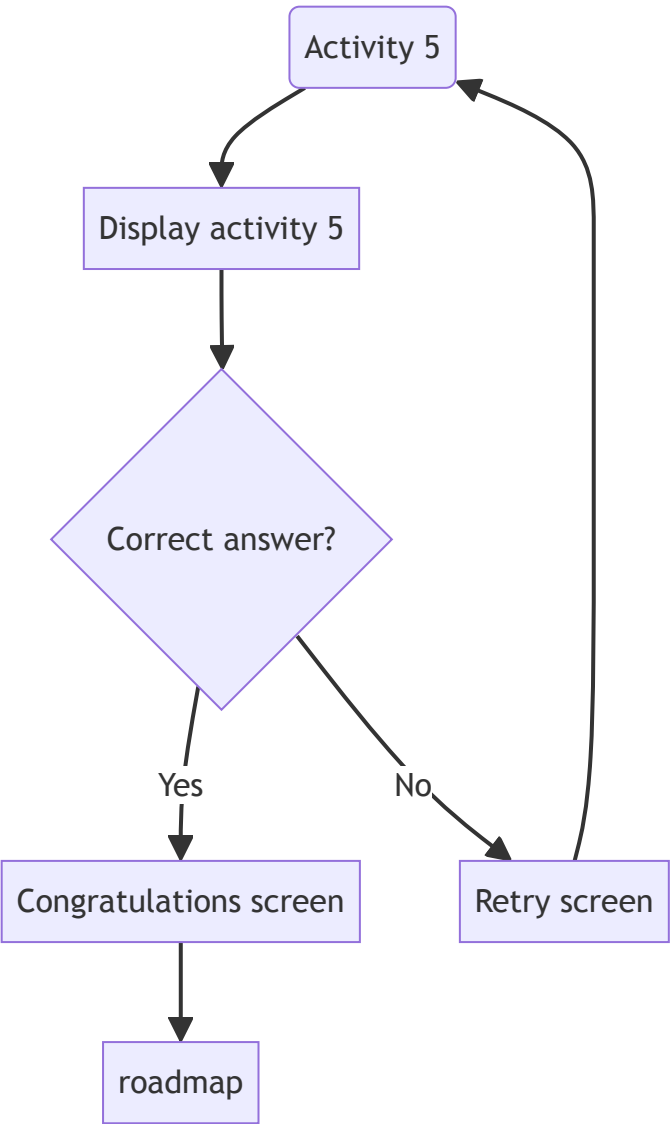 Activity 5
Display activity 5
Correct answer?
Yes
No
Congratulations screen
Retry screen
roadmap